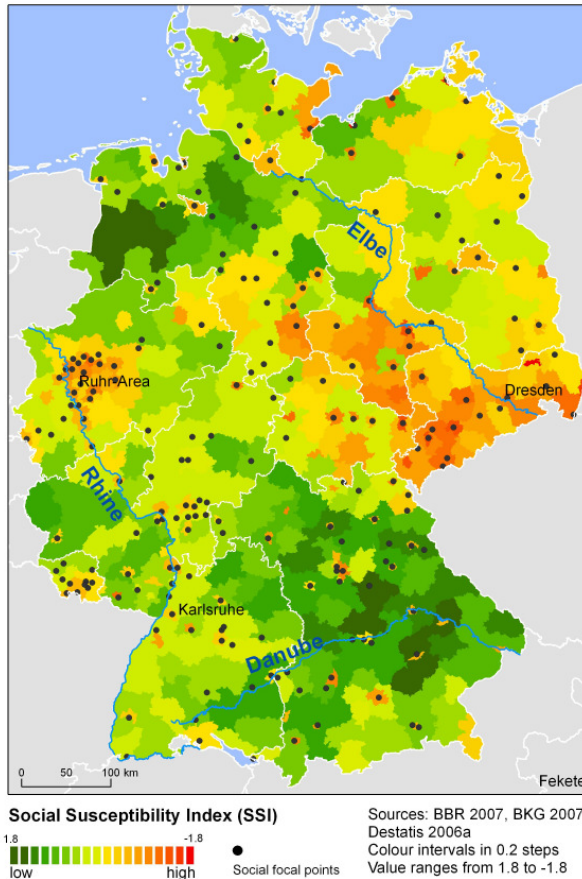 Elbe
Ruhr-Area
Dresden
Rhine
Karlsruhe
Danube
0 50 100 km
Fekete
Social Susceptibility Index (SSI)
1.8 -1.8
low high
Social focal points
Sources: BBR 2007, BKG 2007
Destatis 2006a
Colour intervals in 0.2 steps
Value ranges from 1.8 to -1.8